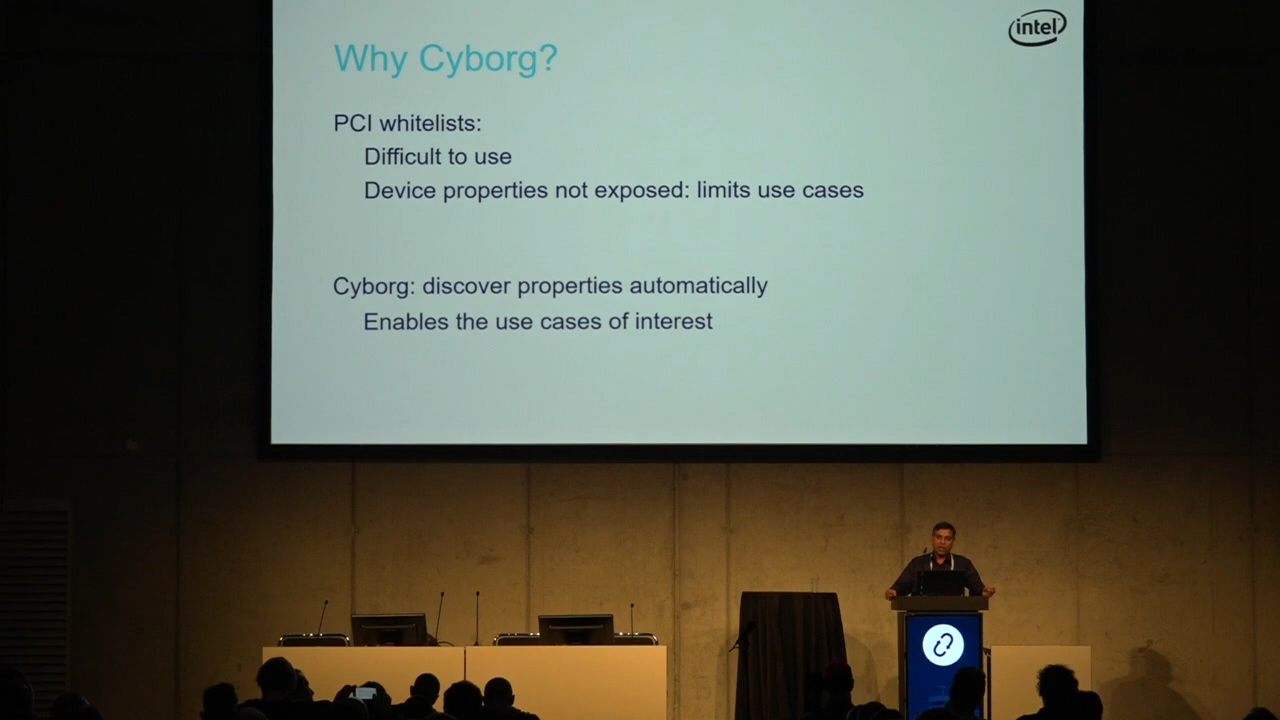 intel
Why Cyborg?
PCI whitelists:
Difficult to use
Device properties not exposed: limits use cases
Cyborg: discover properties automatically
Enables the use cases of interest